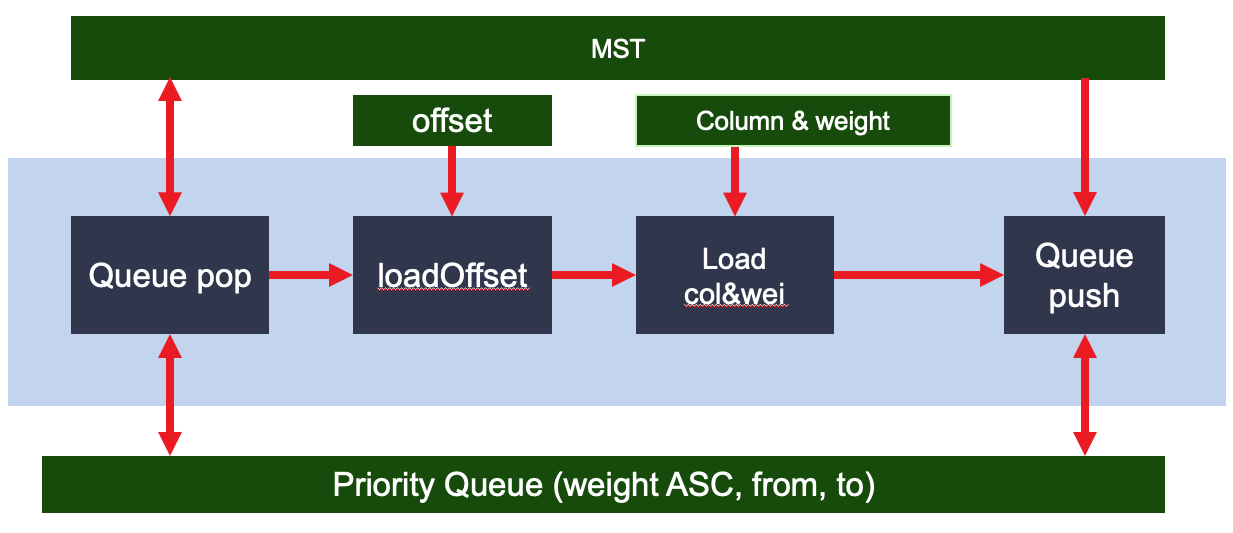 MST
offset
Column & weight
Queue pop
loadOffset
Load
col&wei
Queue
push
Priority Queue (weight ASC, from, to)